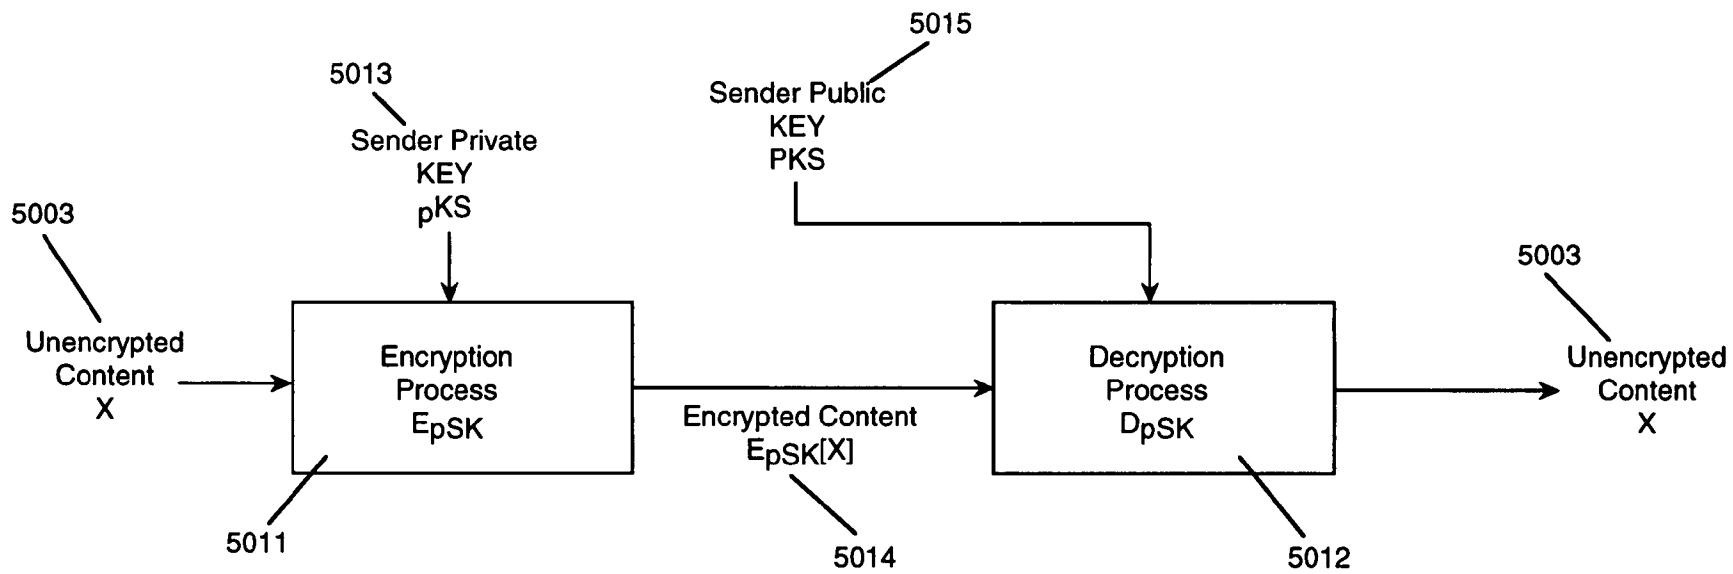 5015
5013
Sender Public
KEY
PKS
Sender Private
KEY
pKS
5003
5003
Unencrypted
Content
X
Encryption
Process
EpSK
Encrypted Content
EpSK[X]
Decryption
Process
DpSK
Unencrypted
Content
X
5011
5014
5012